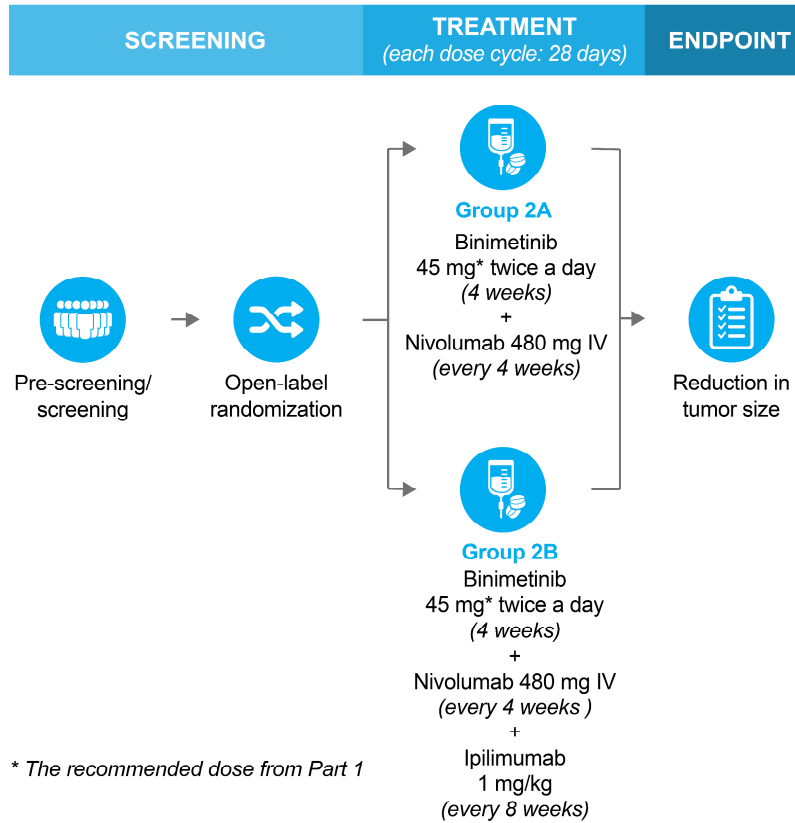 SCREENING
TREATMENT
(each dose cycle: 28 days)
ENDPOINT
Pre-screening/
screening
Open-label
randomization
Group 2A
Binimetinib
45 mg* twice a day
(4 weeks)
+
Nivolumab 480 mg IV
(every 4 weeks)
Group 2B
Binimetinib
45 mg* twice a day
(4 weeks)
+
Nivolumab 480 mg IV
(every 4 weeks )
+
Ipilimumab
1 mg/kg
(every 8 weeks)
Reduction in
tumor size
* The recommended dose from Part 1